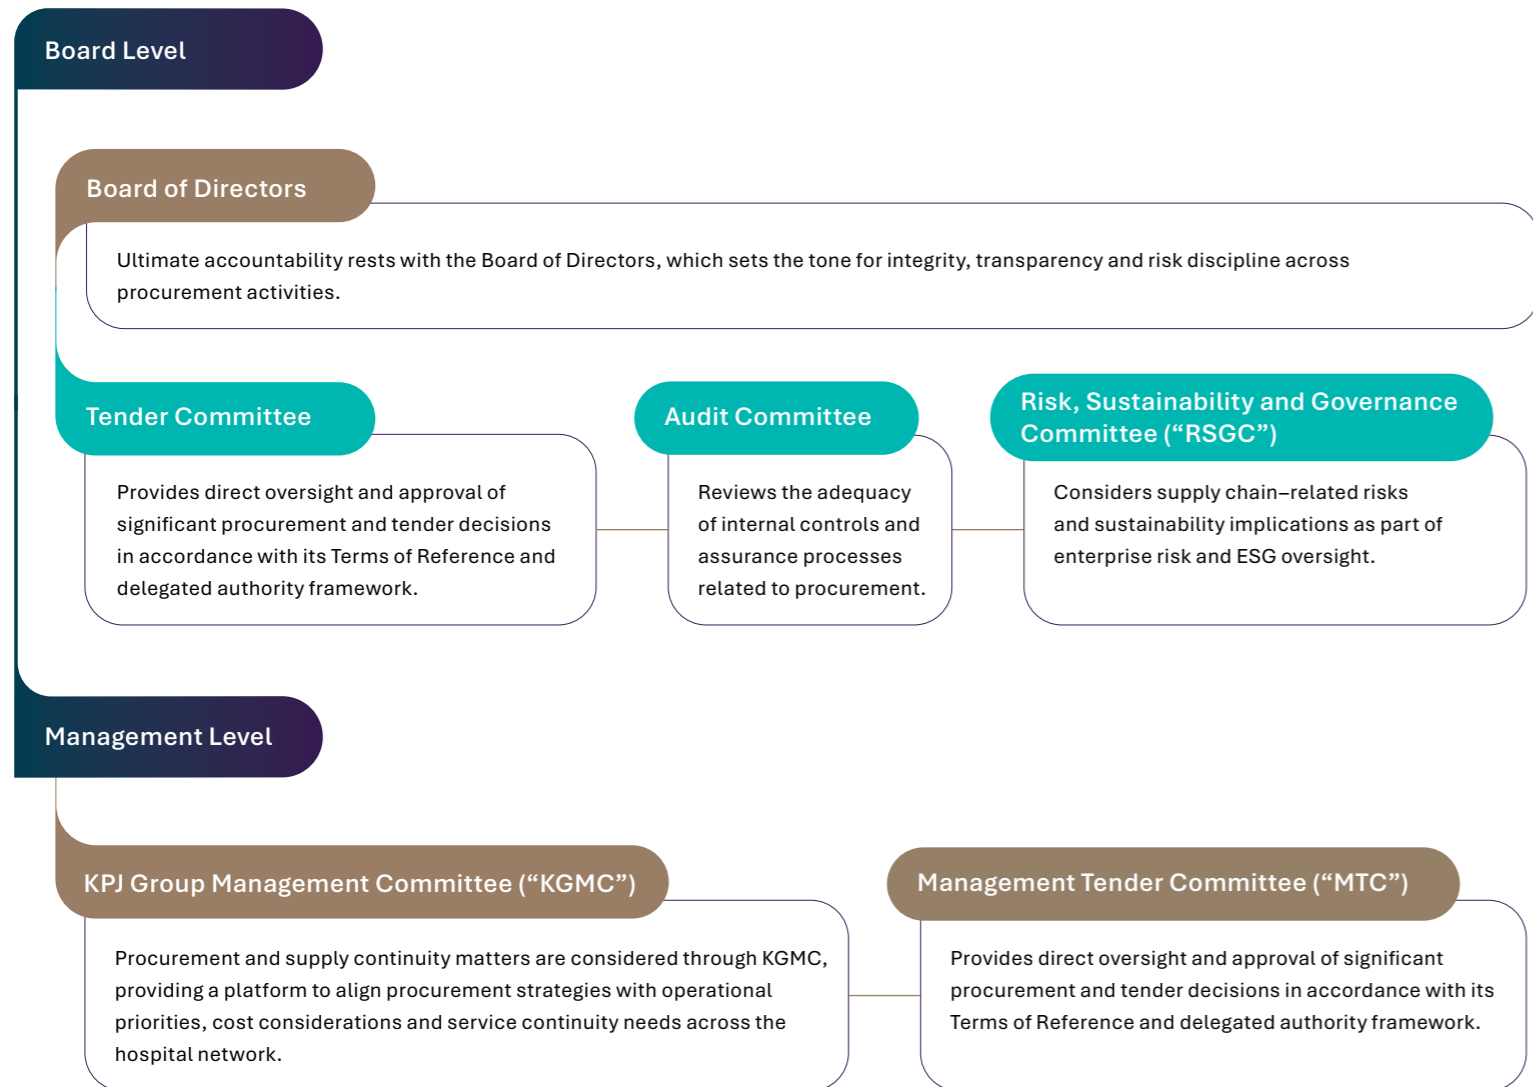 Board Level
Board of Directors
Ultimate accountability rests with the Board of Directors, which sets the tone for integrity, transparency and risk discipline across
procurement activities.
Tender Committee
Provides direct oversight and approval of
significant procurement and tender decisions
in accordance with its Terms of Reference and
delegated authority framework.
Audit Committee
Reviews the adequacy
of internal controls and
assurance processes
related to procurement.
Risk, Sustainability and Governance
Committee (“RSGC”)
Considers supply chain–related risks
and sustainability implications as part of
enterprise risk and ESG oversight.
Management Level
KPJ Group Management Committee (“KGMC”)
Procurement and supply continuity matters are considered through KGMC,
providing a platform to align procurement strategies with operational
priorities, cost considerations and service continuity needs across the
hospital network.
Management Tender Committee (“MTC”)
Provides direct oversight and approval of significant
procurement and tender decisions in accordance with its
Terms of Reference and delegated authority framework.